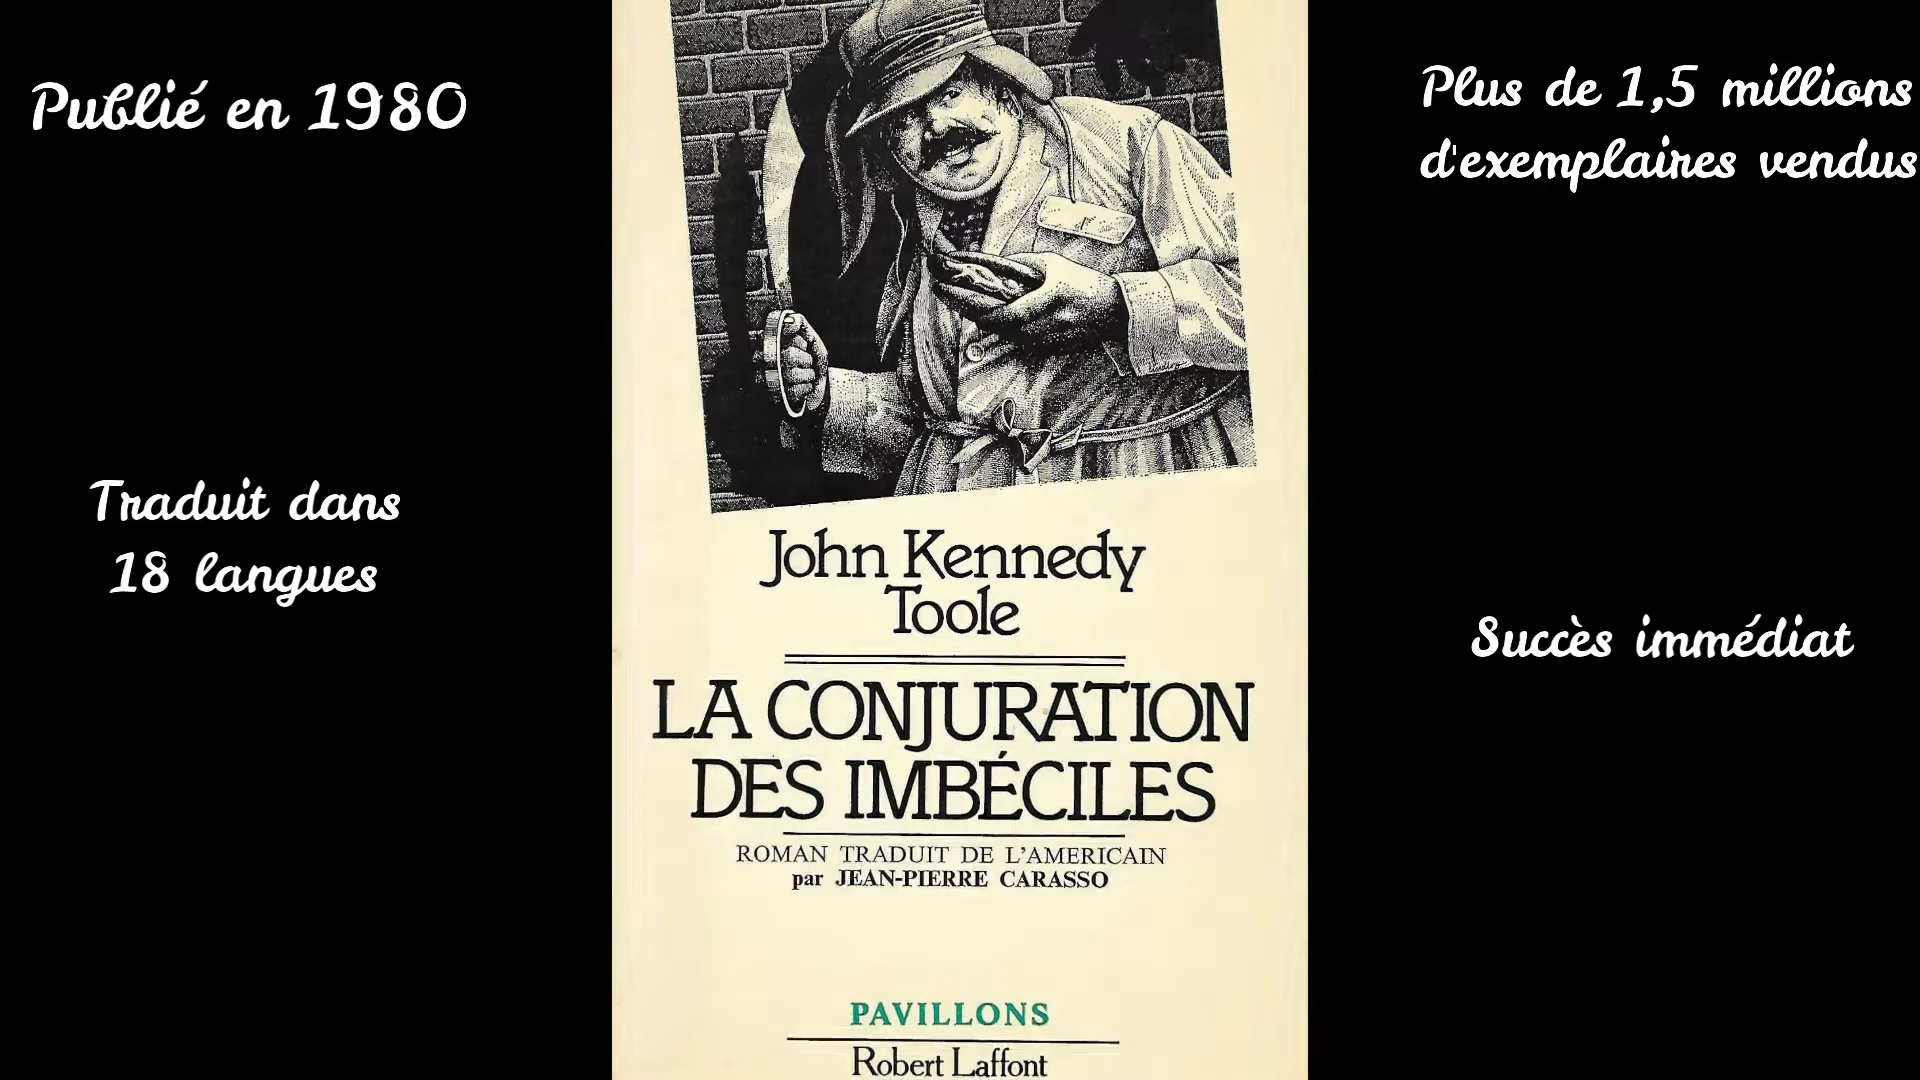 Publié en 1980
Traduit dans
18 langues
John Kennedy
Toole
LA CONJURATION
DES IMBÉCILES
ROMAN TRADUIT DE L'AMERICAIN
par JEAN-PIERRE CARASSO
PAVILLONS
Robert Laffont
Plus de 1,5 millions
d'exemplaires vendus
Succès immédiat